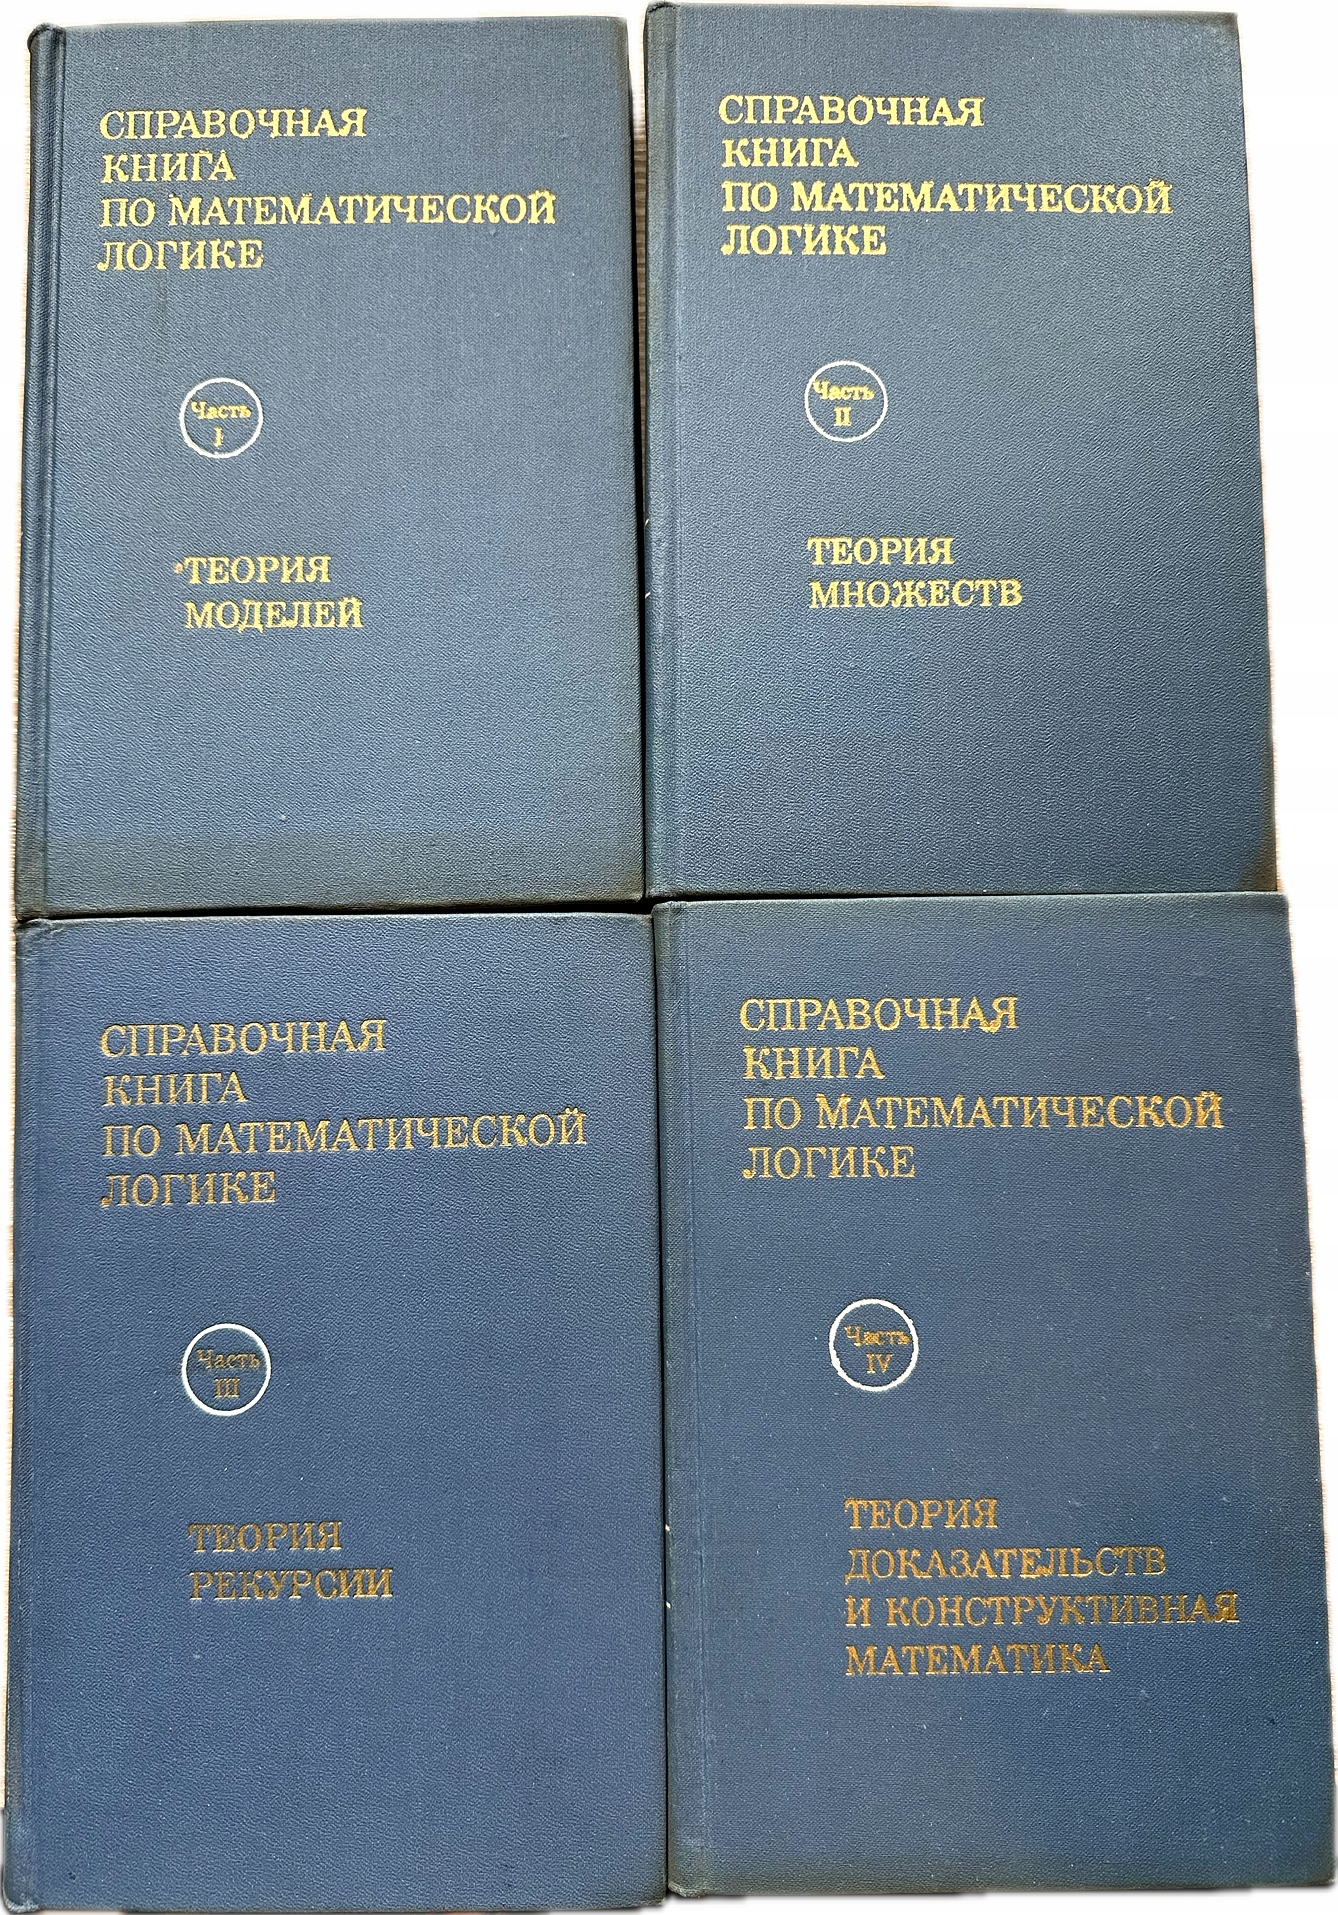 СПРАВОЧНАЯ
КНИГА
ПО МАТЕМАТИЧЕСКОЙ
ЛОГИКЕ
Часть
I
ТЕОРИЯ
МОДЕЛЕЙ
СПРАВОЧНАЯ
КНИГА
ПО МАТЕМАТИЧЕСКОЙ
ЛОГИКЕ
Часть
II
ТЕОРИЯ
МНОЖЕСТВ
СПРАВОЧНАЯ
КНИГА
ПО МАТЕМАТИЧЕСКОЙ
ЛОГИКЕ
Часть
III
ТЕОРИЯ
РЕКУРСИИ
СПРАВОЧНАЯ
КНИГА
ПО МАТЕМАТИЧЕСКОЙ
ЛОГИКЕ
Часть
IV
ТЕОРИЯ
ДОКАЗАТЕЛЬСТВ
И КОНСТРУКТИВНАЯ
МАТЕМАТИКА